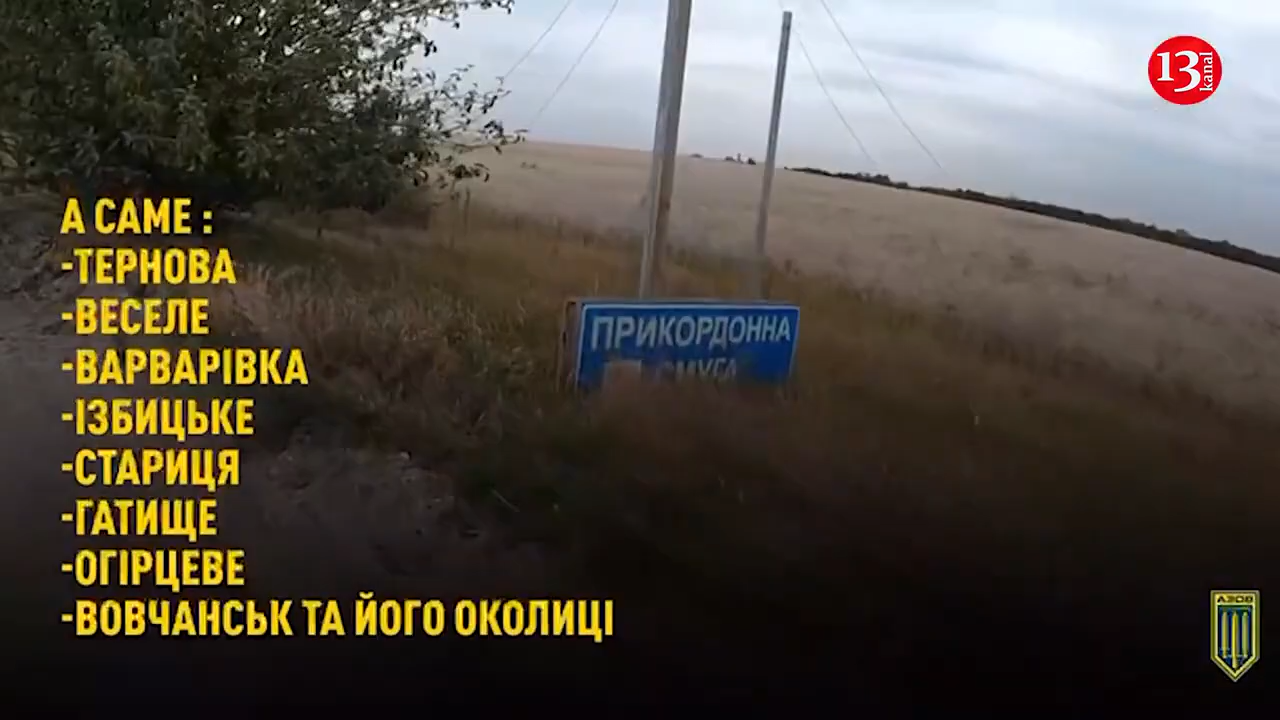 13
kanal
А САМЕ :
-ТЕРНОВА
-ВЕСЕЛЕ
-ВАРВАРІВКА
-ІЗБИЦЬКЕ
-СТАРИЦЯ
-ГАТИЩЕ
-ОГІРЦЕВЕ
-ВОВЧАНСЬК ТА ЙОГО ОКОЛИЦІ
ПРИКОРДОННА
СМУГА
АЗОВ